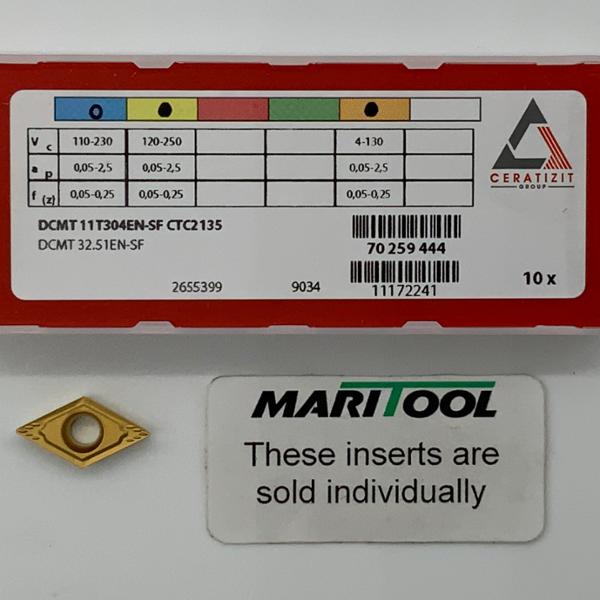 Vc 110-230 120-250 4-130
ap 0,05-2,5 0,05-2,5 0,05-2,5
f(z) 0,05-0,25 0,05-0,25 0,05-0,25
CERATIZIT
GROUP
DCMT 11T304EN-SF CTC2135
DCMT 32.51EN-SF
70 259 444
2655399 9034 11172241 10 x
MARITOOL
These inserts are
sold individually